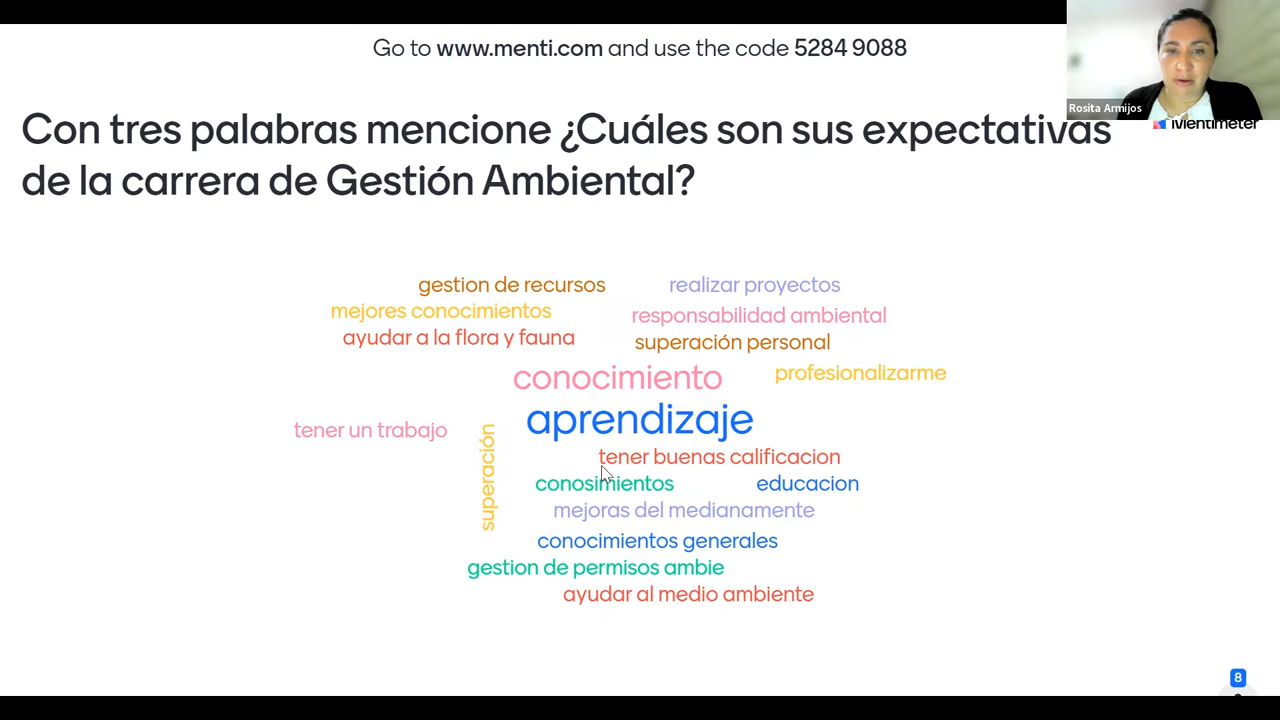 Go to www.menti.com and use the code 5284 9088
Rosita Armijos
Mentimeter
Con tres palabras mencione ¿Cuáles son sus expectativas
de la carrera de Gestión Ambiental?
gestion de recursos
realizar proyectos
mejores conocimientos
responsabilidad ambiental
ayudar a la flora y fauna
superación personal
conocimiento
profesionalizarme
aprendizaje
tener un trabajo
superación
tener buenas calificacion
conosimientos
educacion
mejoras del medianamente
conocimientos generales
gestion de permisos ambie
ayudar al medio ambiente
8